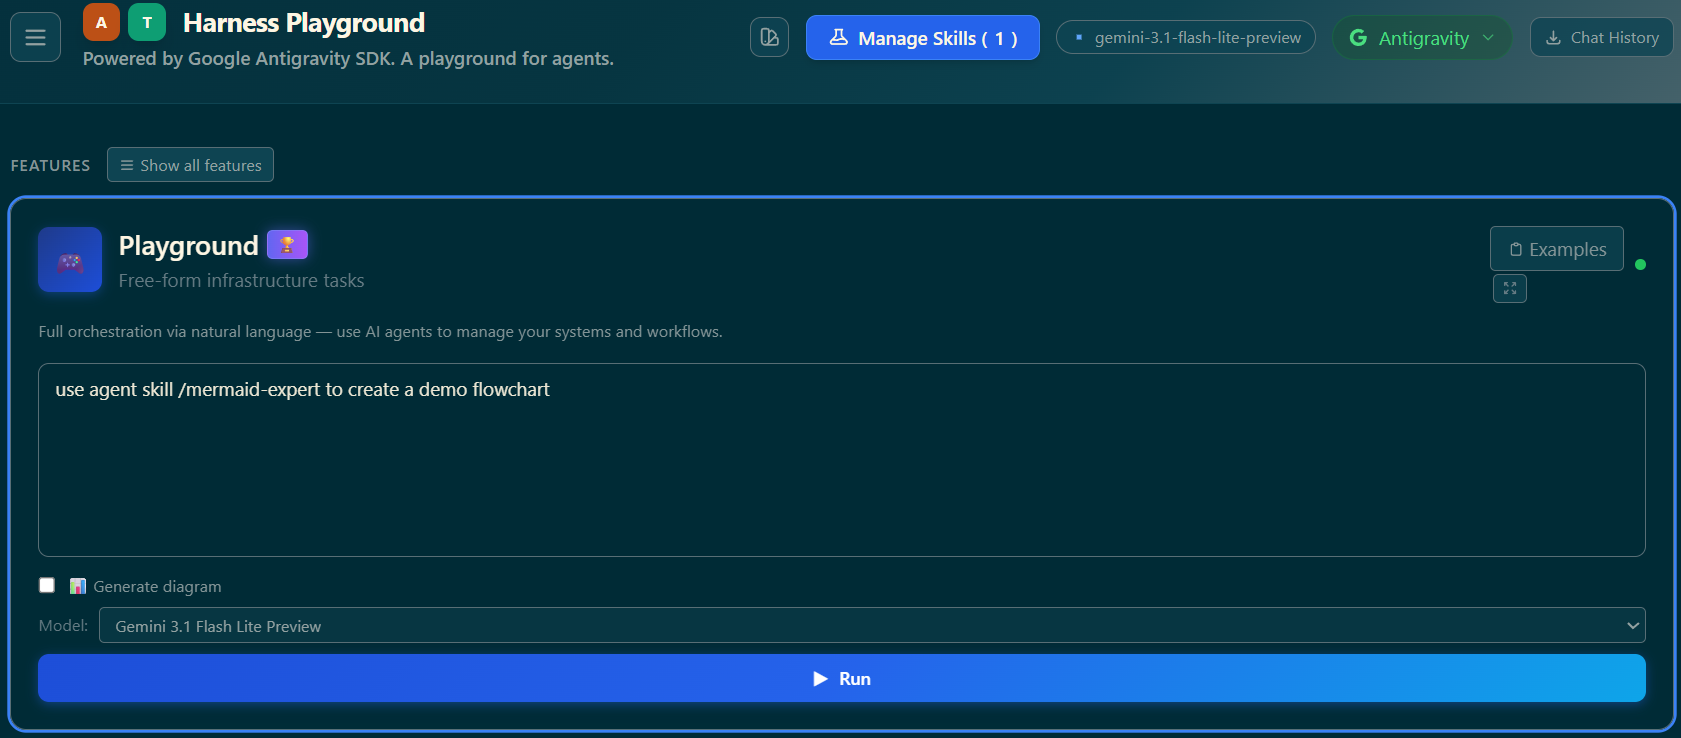 A T Harness Playground
Powered by Google Antigravity SDK. A playground for agents.
Manage Skills ( 1 )
gemini-3.1-flash-lite-preview
G Antigravity
Chat History
FEATURES
Show all features
Playground
Free-form infrastructure tasks
Examples
Full orchestration via natural language — use AI agents to manage your systems and workflows.
use agent skill /mermaid-expert to create a demo flowchart
Generate diagram
Model: Gemini 3.1 Flash Lite Preview
Run